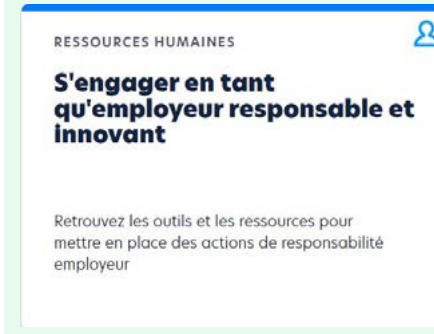 RESSOURCES HUMAINES
S'engager en tant
qu'employeur responsable et
innovant
Retrouvez les outils et les ressources pour
mettre en place des actions de responsabilité
employeur